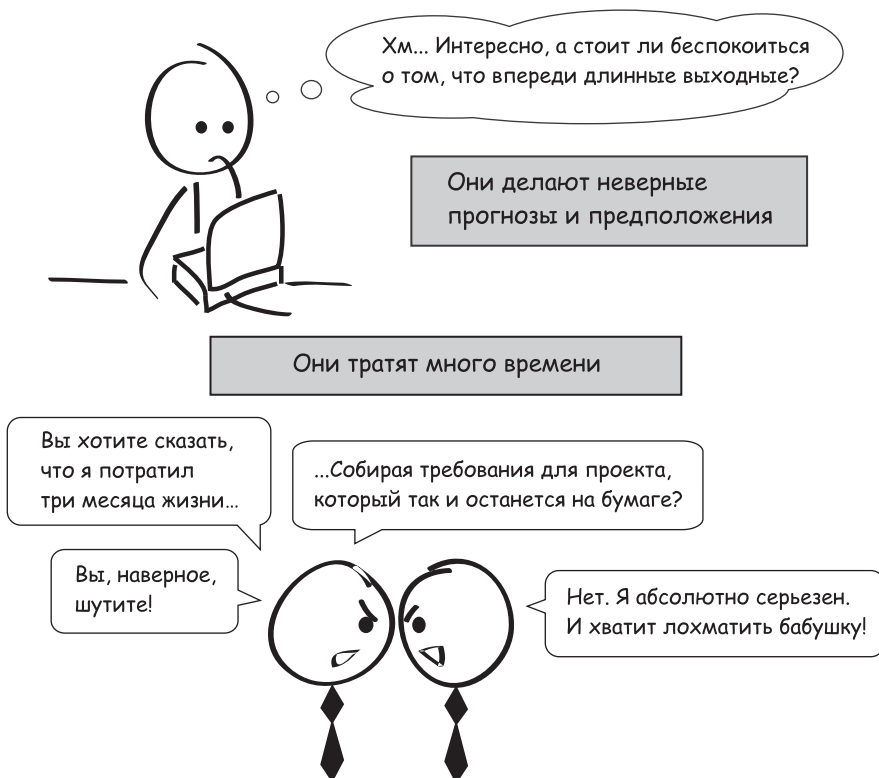 Хм... Интересно, а стоит ли беспокоиться
о том, что впереди длинные выходные?
Они делают неверные
прогнозы и предположения
Они тратят много времени
Вы хотите сказать,
что я потратил
три месяца жизни...
...Собирая требования для проекта,
который так и останется на бумаге?
Вы, наверное,
шутите!
Нет. Я абсолютно серьезен.
И хватит лохматить бабушку!